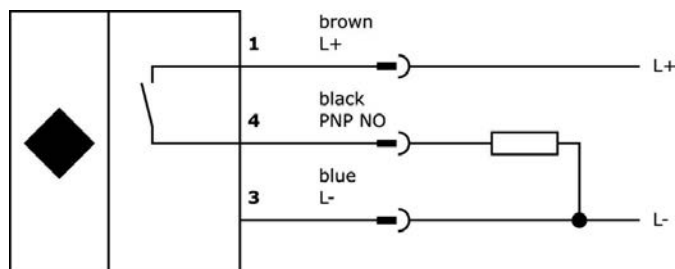 brown
1 L+ L+
black
4 PNP NO
blue
3 L- L-